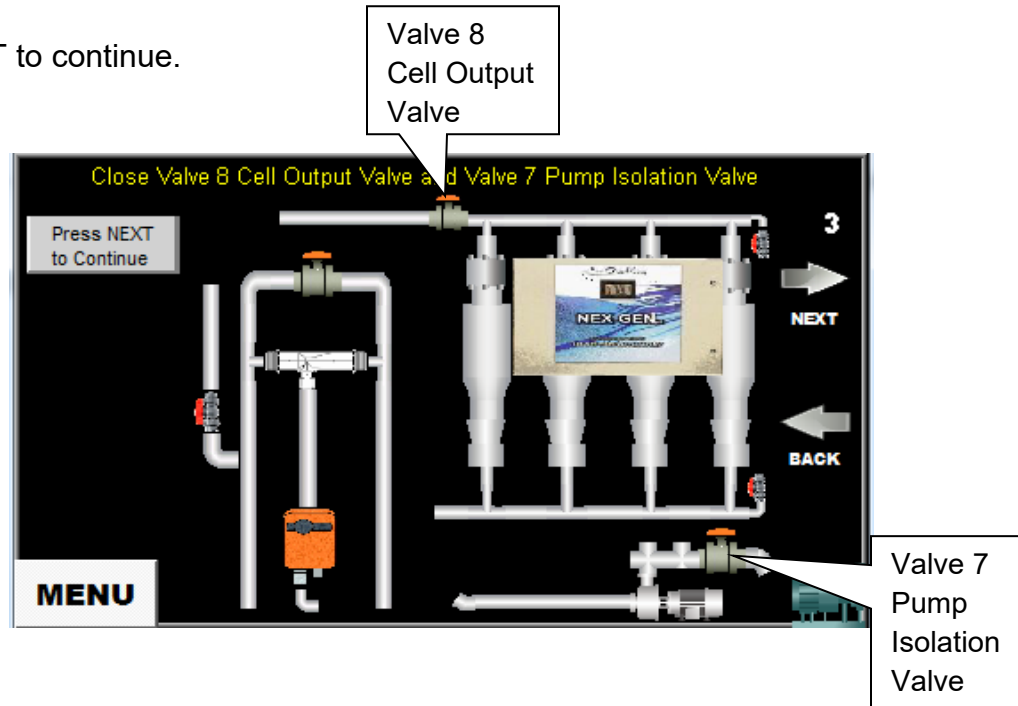 T to continue.
Valve 8
Cell Output
Valve
Close Valve 8 Cell Output Valve and Valve 7 Pump Isolation Valve
Press NEXT
to Continue
3
NEX GEN
NEXT
BACK
MENU
Valve 7
Pump
Isolation
Valve